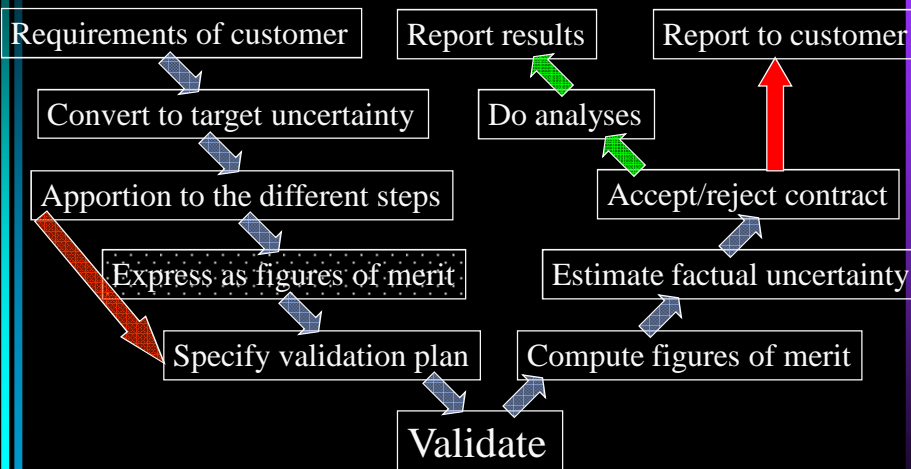 Requirements of customer
Report results
Report to customer
Convert to target uncertainty
Do analyses
Apportion to the different steps
Accept/reject contract
Express as figures of merit
Estimate factual uncertainty
Specify validation plan
Compute figures of merit
Validate